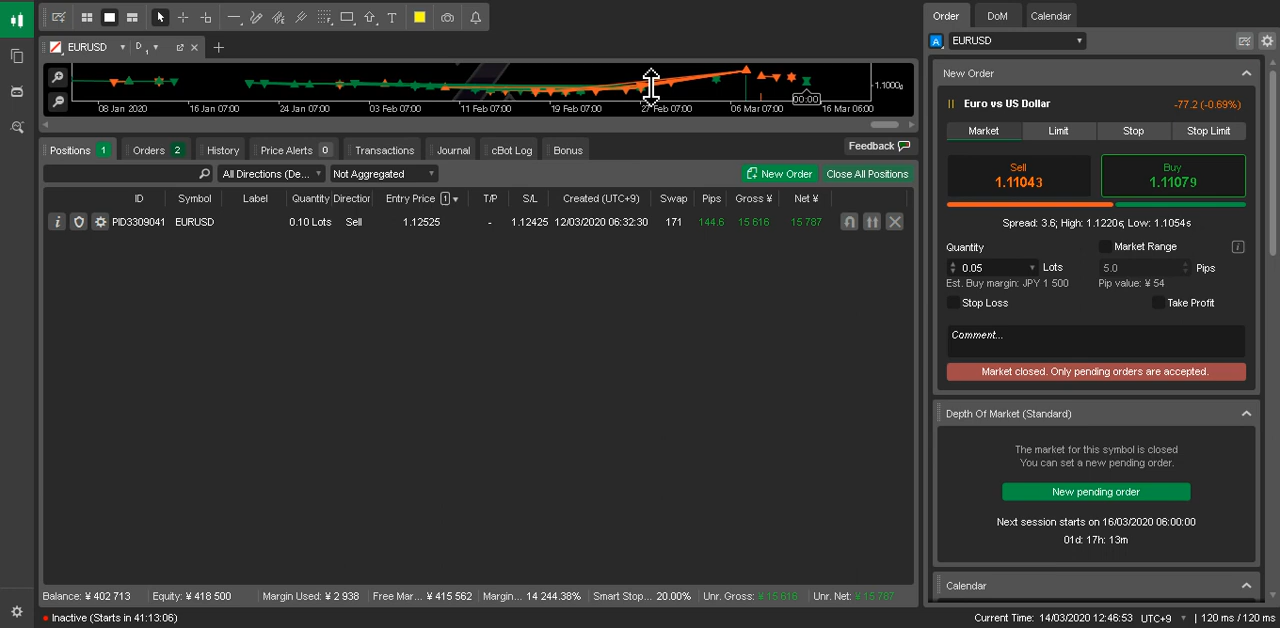 Order DoM Calendar
T
EURUSD D 1
A EURUSD
1.1000
00:00
08 Jan 2020 16 Jan 07:00 24 Jan 07:00 03 Feb 07:00 11 Feb 07:00 19 Feb 07:00 27 Feb 07:00 06 Mar 07:00 16 Mar 06:00
Positions 1 Orders 2 History Price Alerts 0 Transactions Journal cBot Log Bonus Feedback
All Directions (De... Not Aggregated New Order Close All Positions
ID Symbol Label Quantity Direction Entry Price 1 T/P S/L Created (UTC+9) Swap Pips Gross ¥ Net ¥
PID3309041 EURUSD 0.10 Lots Sell 1.12525 - 1.12425 12/03/2020 06:32:30 171 144.6 15 616 15 787
Balance: ¥ 402 713 Equity: ¥ 418 500 Margin Used: ¥ 2 938 Free Mar... ¥ 415 562 Margin... 14 244.38% Smart Stop... 20.00% Unr. Gross: ¥ 15 616 Unr. Net: ¥ 15 787
New Order
Euro vs US Dollar -77.2 (-0.69%)
Market Limit Stop Stop Limit
Sell
1.11043
Buy
1.11079
Spread: 3.6; High: 1.1220₆; Low: 1.1054₅
Quantity Market Range i
0.05 Lots 5.0 Pips
Est. Buy margin: JPY 1 500 Pip value: ¥ 54
Stop Loss Take Profit
Comment...
Market closed. Only pending orders are accepted.
Depth Of Market (Standard)
The market for this symbol is closed
You can set a new pending order.
New pending order
Next session starts on 16/03/2020 06:00:00
01d: 17h: 13m
Calendar
Inactive (Starts in 41:13:06) Current Time: 14/03/2020 12:46:53 UTC+9 | 120 ms / 120 ms